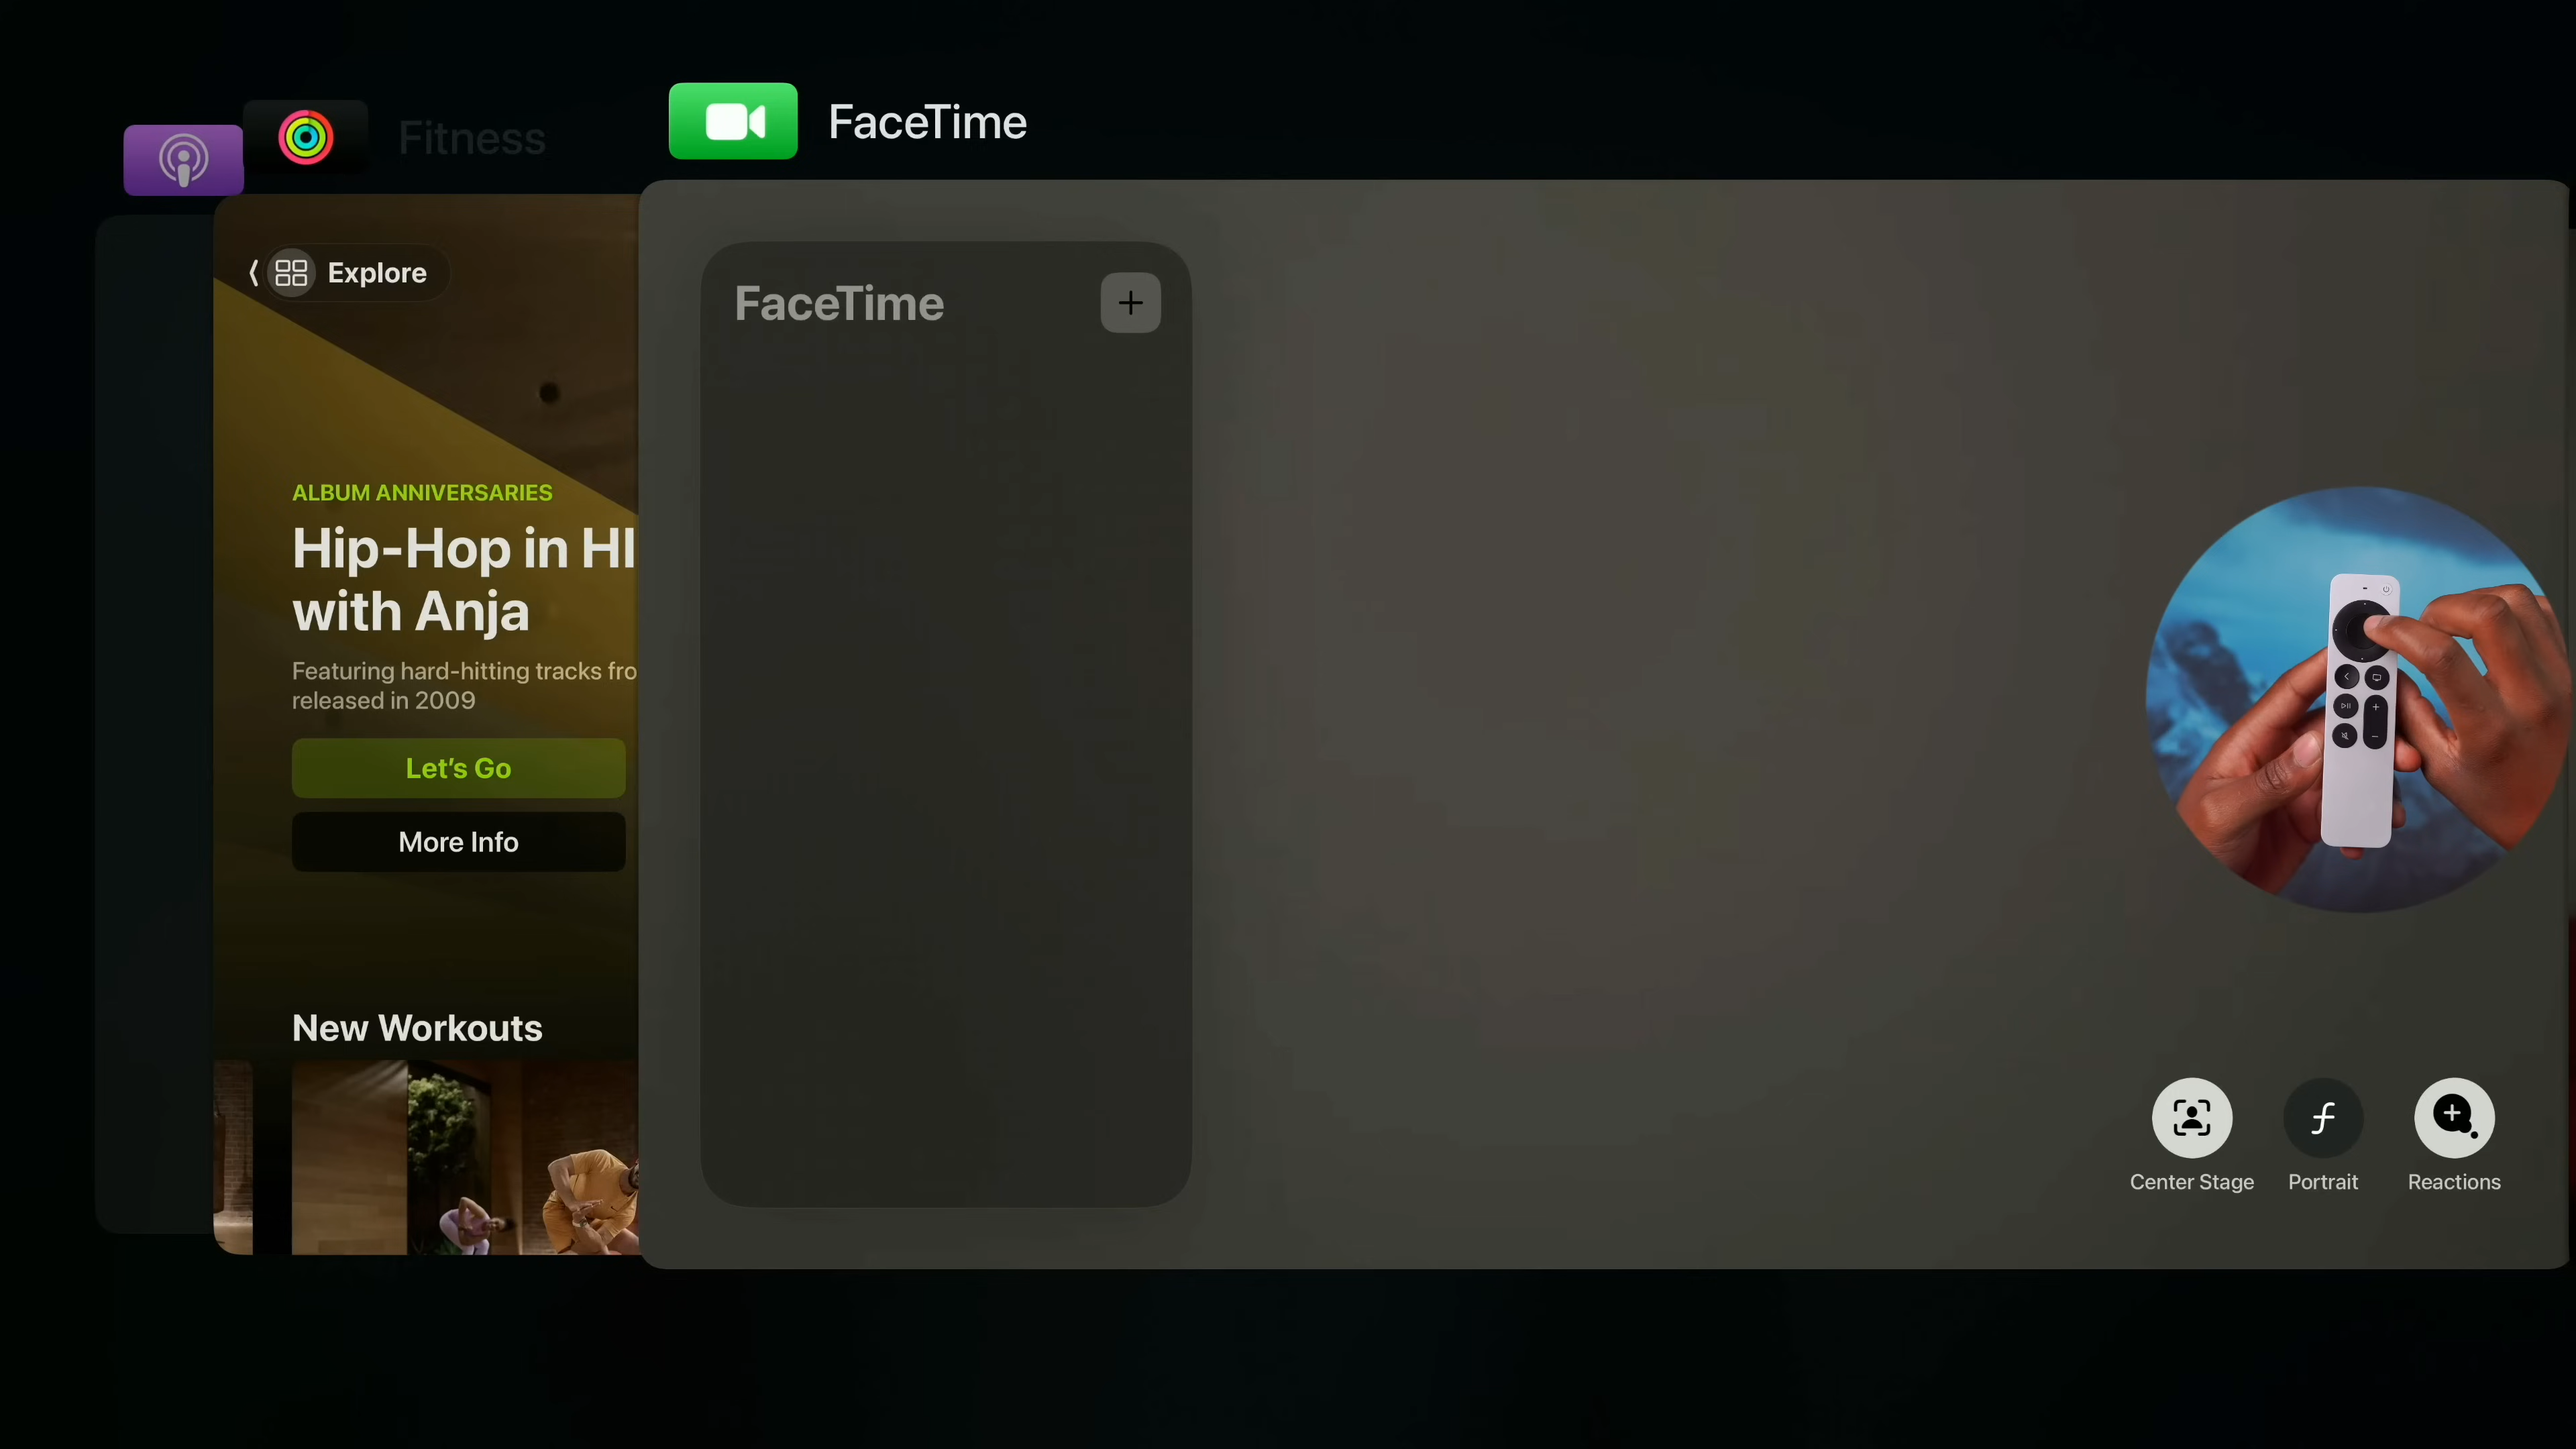 Fitness
FaceTime
Explore
FaceTime
ALBUM ANNIVERSARIES
Hip-Hop in HI
with Anja
Featuring hard-hitting tracks fro
released in 2009
Let's Go
More Info
New Workouts
Center Stage
Portrait
Reactions